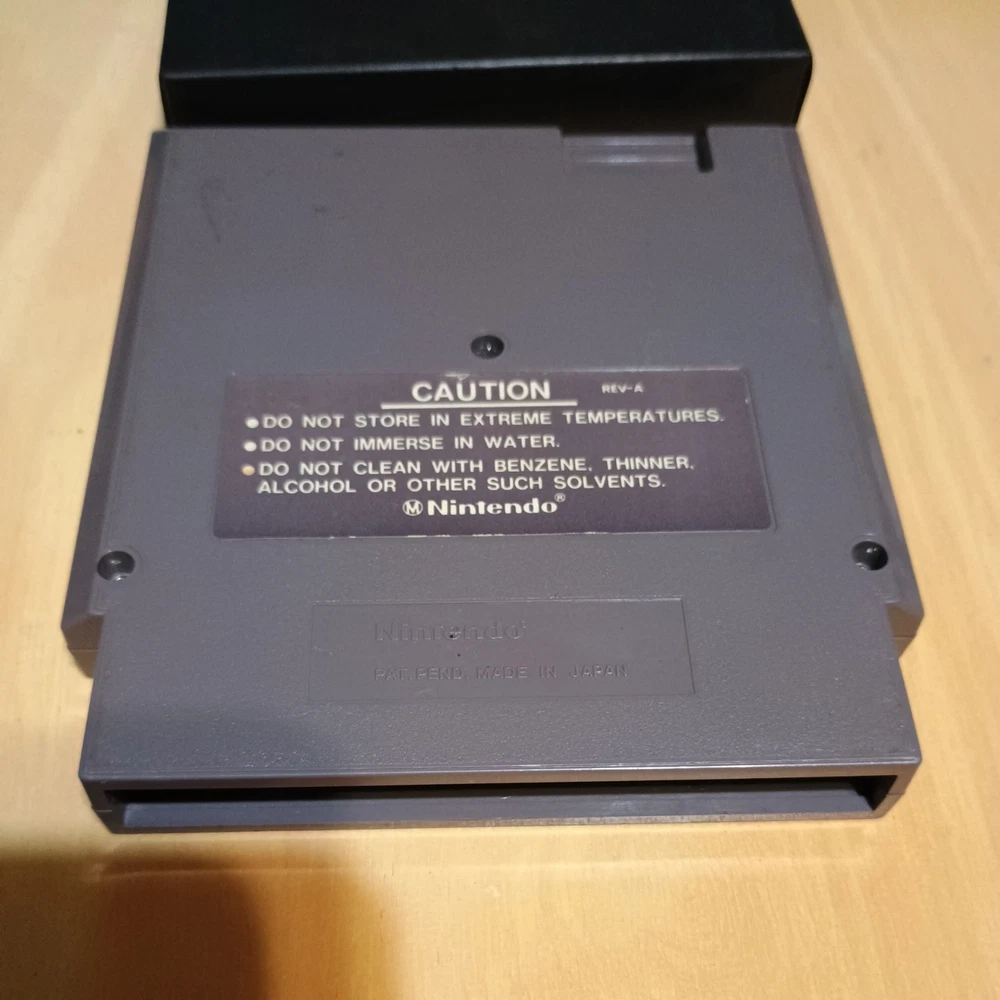 CAUTION REV-A
●DO NOT STORE IN EXTREME TEMPERATURES.
●DO NOT IMMERSE IN WATER.
●DO NOT CLEAN WITH BENZENE, THINNER,
ALCOHOL OR OTHER SUCH SOLVENTS.
Ⓜ Nintendo®
Nintendo®
PAT. PEND. MADE IN JAPAN